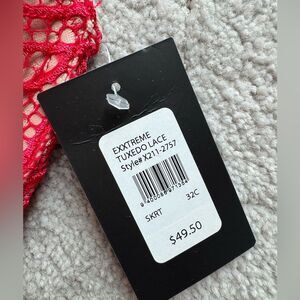 EXXTREME
TUXEDO LACE
Style# X211-2757
SKRT 32C
$49.50